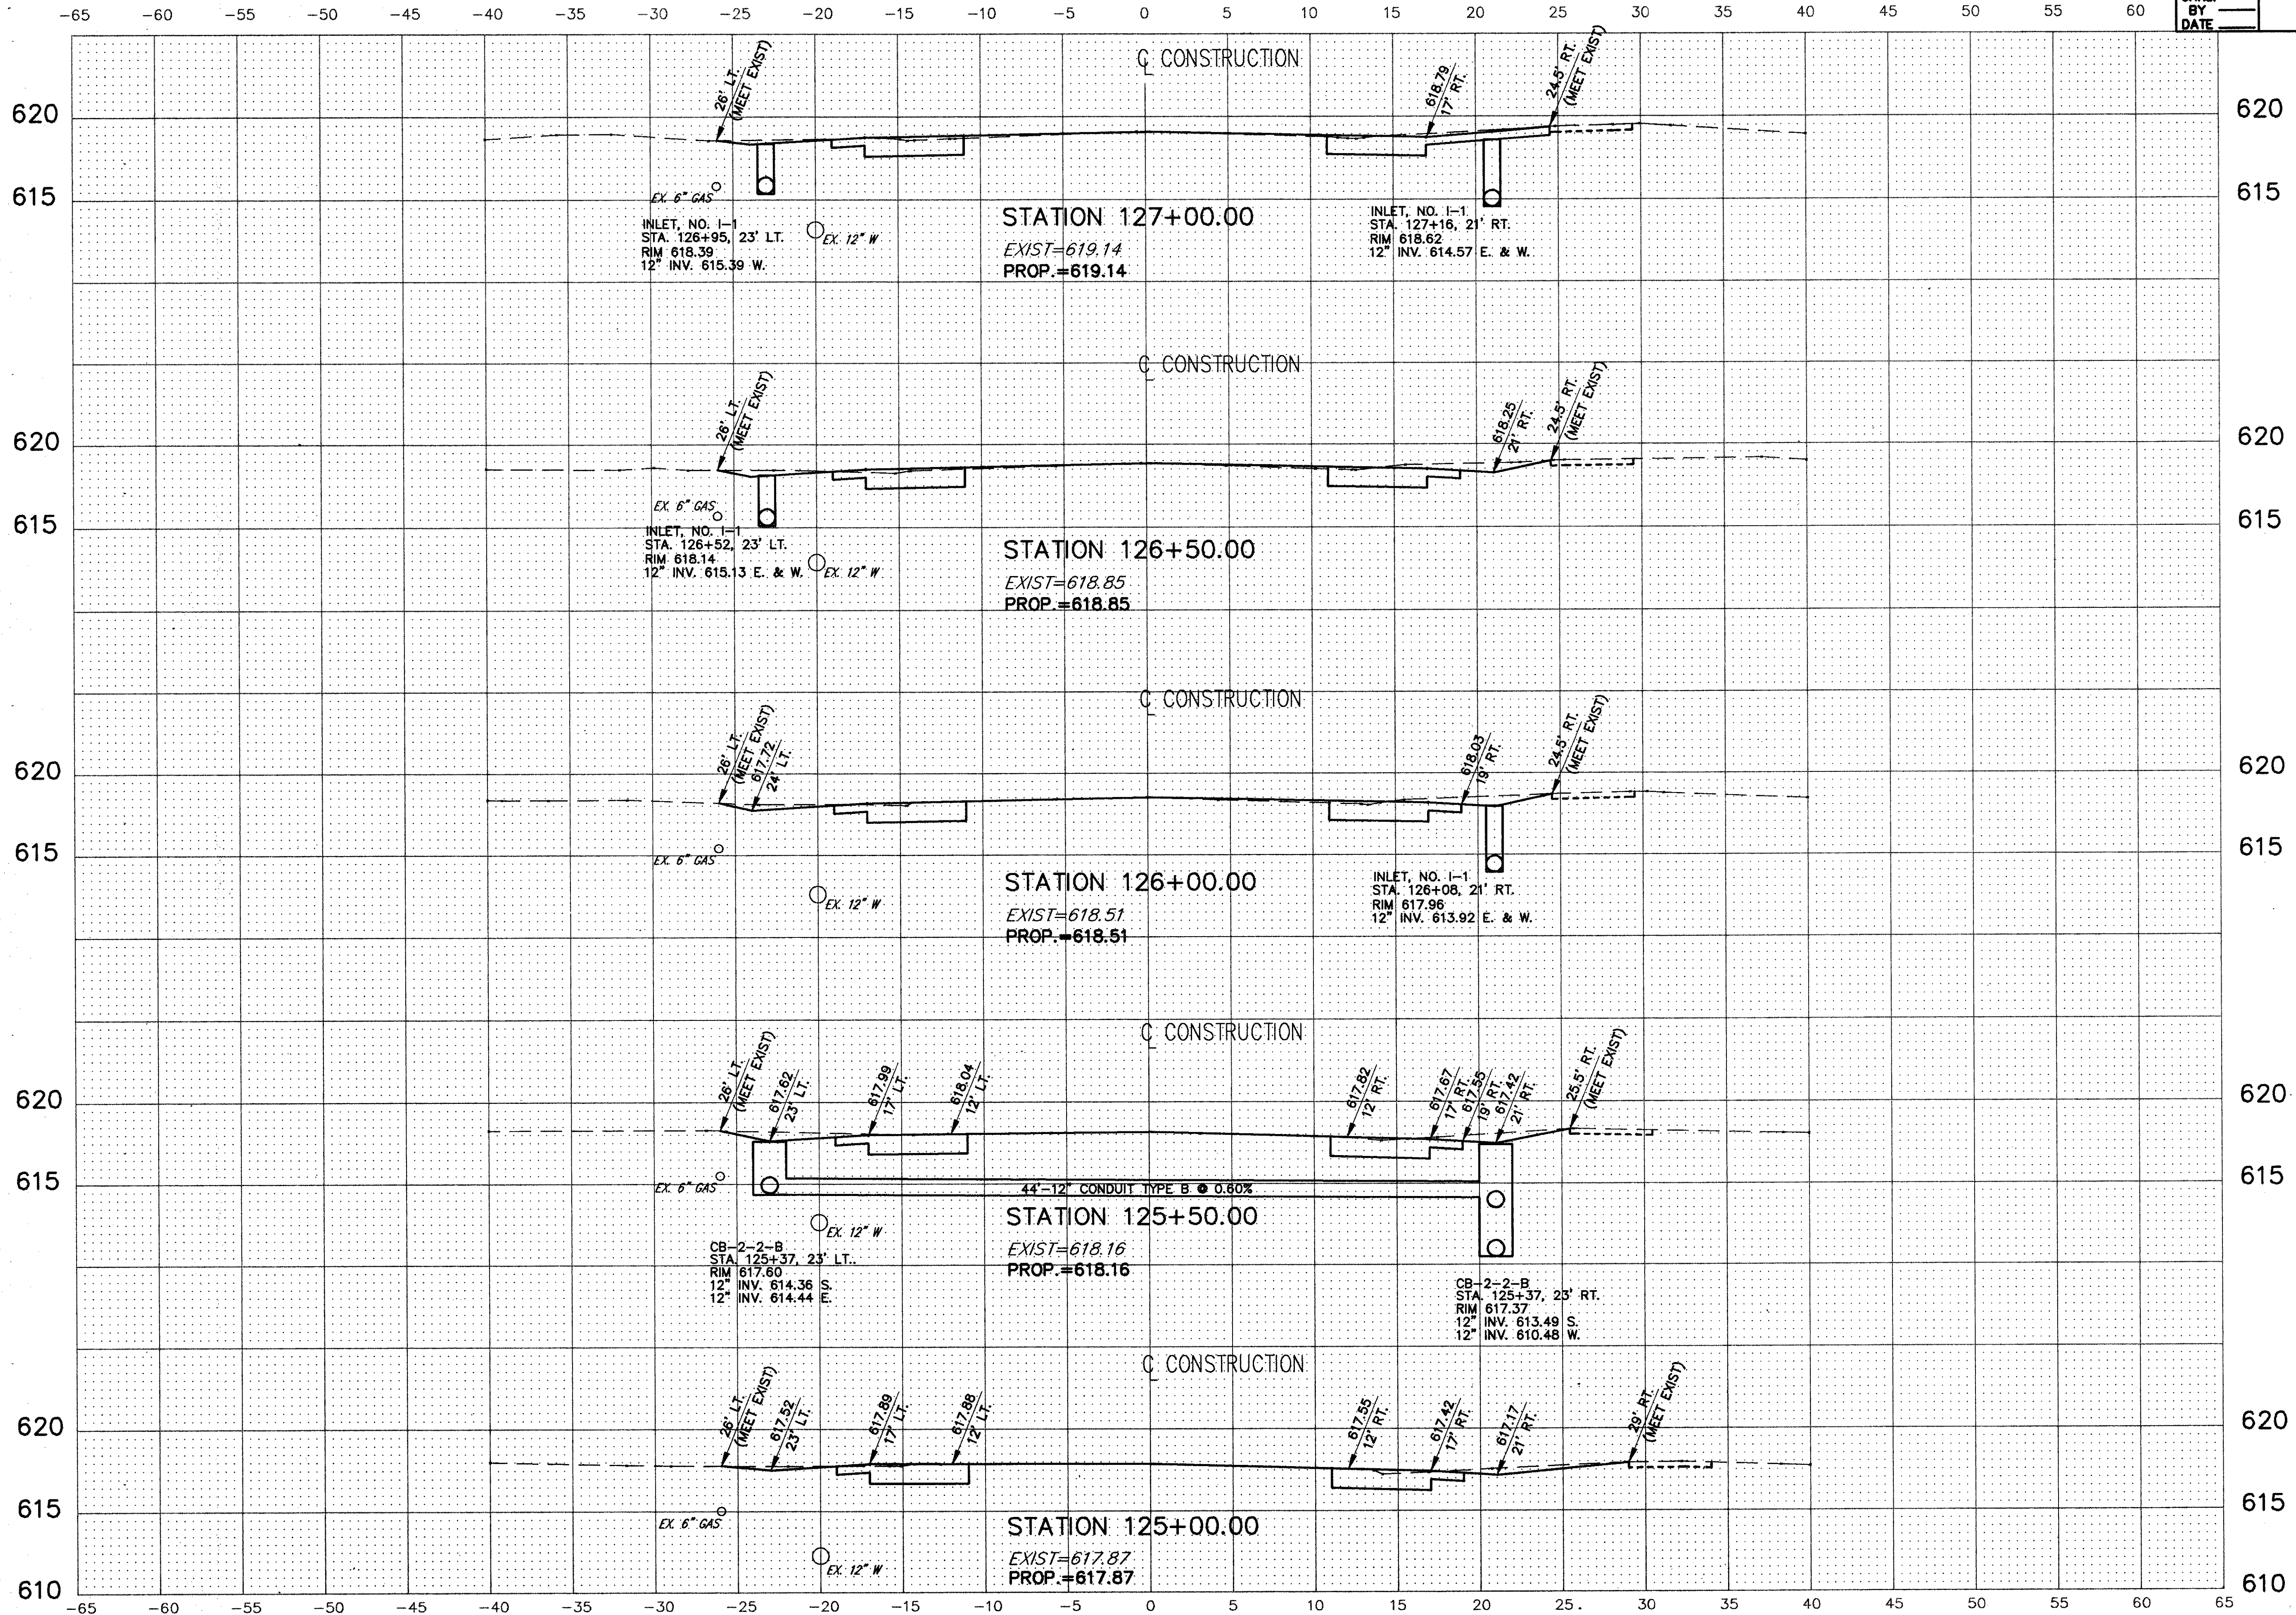 -65 -60 -55 -50 -45 -40 -35 -30 -25 -20 -15 -10 -5 0 5 10 15 20 25 30 35 40 45 50 55 60
BY
DATE
℄ CONSTRUCTION
26' LT.
(MEET EXIST)
618.79
17' RT.
24.5' RT.
(MEET EXIST)
620 620
615 615
EX. 6" GAS
INLET, NO. I-1
STA. 126+95, 23' LT.
RIM 618.39
12" INV. 615.39 W.
EX. 12" W
STATION 127+00.00
EXIST=619.14
PROP.=619.14
INLET, NO. I-1
STA. 127+16, 21' RT.
RIM 618.62
12" INV. 614.57 E. & W.
℄ CONSTRUCTION
26' LT.
(MEET EXIST)
618.25
21' RT.
24.5' RT.
(MEET EXIST)
620 620
615 615
EX. 6" GAS
INLET, NO. I-1
STA. 126+52, 23' LT.
RIM 618.14
12" INV. 615.13 E. & W.
EX. 12" W
STATION 126+50.00
EXIST=618.85
PROP.=618.85
℄ CONSTRUCTION
26' LT.
(MEET EXIST)
617.72
24' LT.
618.03
19' RT.
24.5' RT.
(MEET EXIST)
620 620
615 615
EX. 6" GAS
EX. 12" W
STATION 126+00.00
EXIST=618.51
PROP.=618.51
INLET, NO. I-1
STA. 126+08, 21' RT.
RIM 617.96
12" INV. 613.92 E. & W.
℄ CONSTRUCTION
26' LT.
(MEET EXIST)
617.62
23' LT.
617.99
17' LT.
618.04
12' LT.
617.82
12' RT.
617.67
17' RT.
617.55
19' RT.
617.42
21' RT.
25.5' RT.
(MEET EXIST)
620 620
615 615
EX. 6" GAS
44'-12" CONDUIT TYPE B @ 0.60%
EX. 12" W
STATION 125+50.00
EXIST=618.16
PROP.=618.16
CB-2-2-B
STA. 125+37, 23' LT..
RIM 617.60
12" INV. 614.36 S.
12" INV. 614.44 E.
CB-2-2-B
STA. 125+37, 23' RT.
RIM 617.37
12" INV. 613.49 S.
12" INV. 610.48 W.
℄ CONSTRUCTION
26' LT.
(MEET EXIST)
617.52
23' LT.
617.89
17' LT.
617.88
12' LT.
617.55
12' RT.
617.42
17' RT.
617.17
21' RT.
29' RT.
(MEET EXIST)
620 620
615 615
EX. 6" GAS
EX. 12" W
STATION 125+00.00
EXIST=617.87
PROP.=617.87
610 610
-65 -60 -55 -50 -45 -40 -35 -30 -25 -20 -15 -10 -5 0 5 10 15 20 25. 30 35 40 45 50 55 60 65